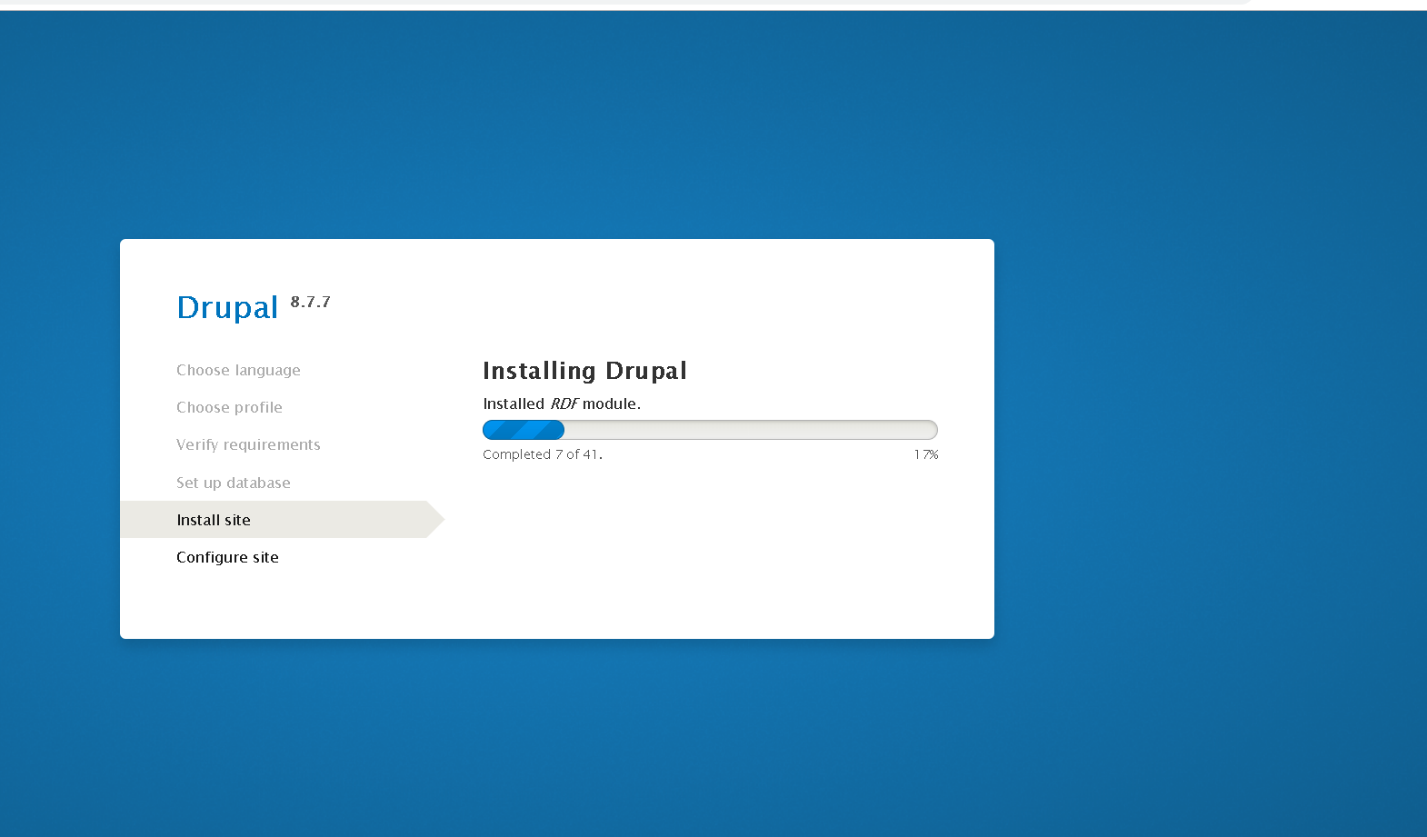 Drupal 8.7.7
Choose language
Choose profile
Verify requirements
Set up database
Install site
Configure site
Installing Drupal
Installed RDF module.
Completed 7 of 41.
17%